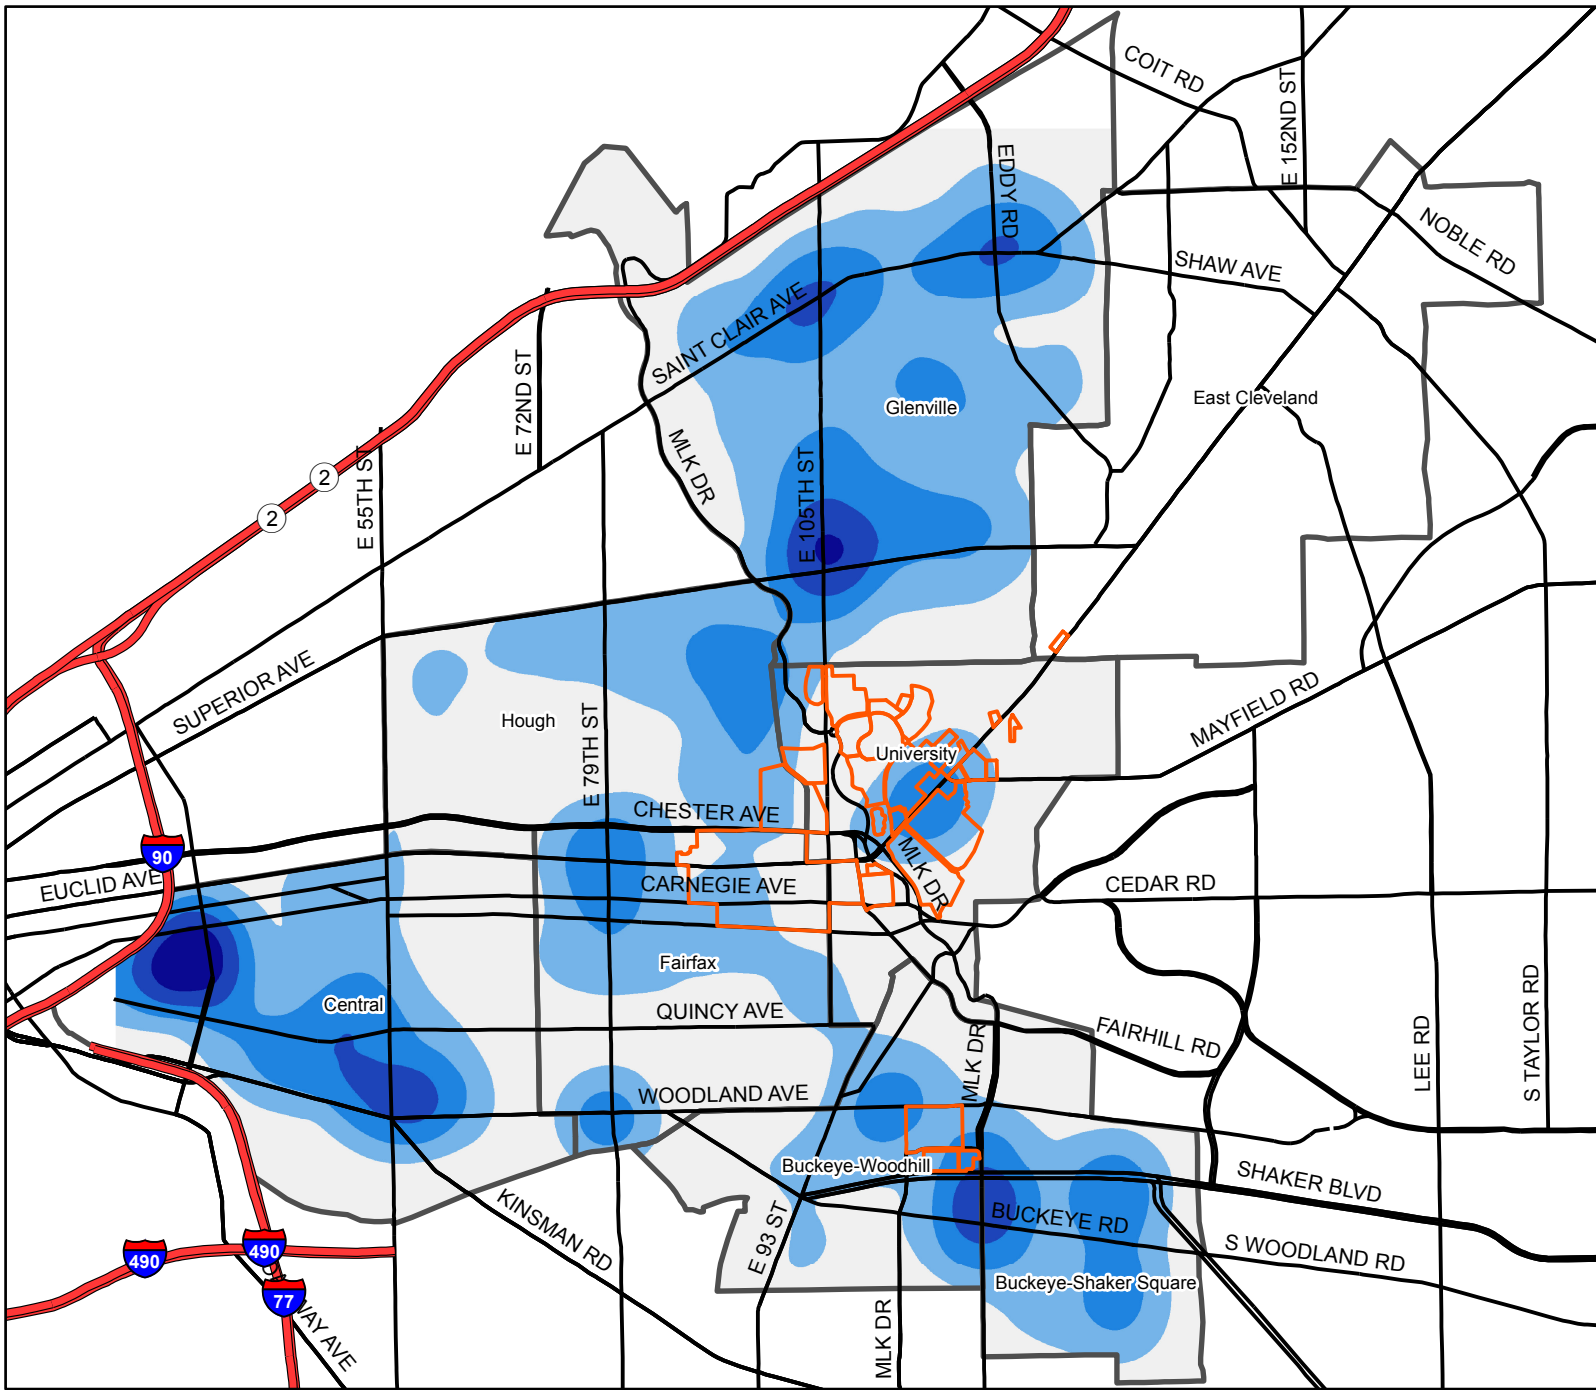 COIT RD
E 152ND ST
EDDY RD
NOBLE RD
SHAW AVE
SAINT CLAIR AVE
E 72ND ST
East Cleveland
Glenville
MLK DR
E 105TH ST
2
E 55TH ST
2
SUPERIOR AVE
MAYFIELD RD
Hough
E 79TH ST
University
CHESTER AVE
90
EUCLID AVE
CARNEGIE AVE
MLK DR
CEDAR RD
Fairfax
Central
QUINCY AVE
FAIRHILL RD
S TAYLOR RD
LEE RD
MLK DR
WOODLAND AVE
Buckeye-Woodhill
SHAKER BLVD
KINSMAN RD
E 93 ST
BUCKEYE RD
S WOODLAND RD
490
490
Buckeye-Shaker Square
77
WAY AVE
MLK DR